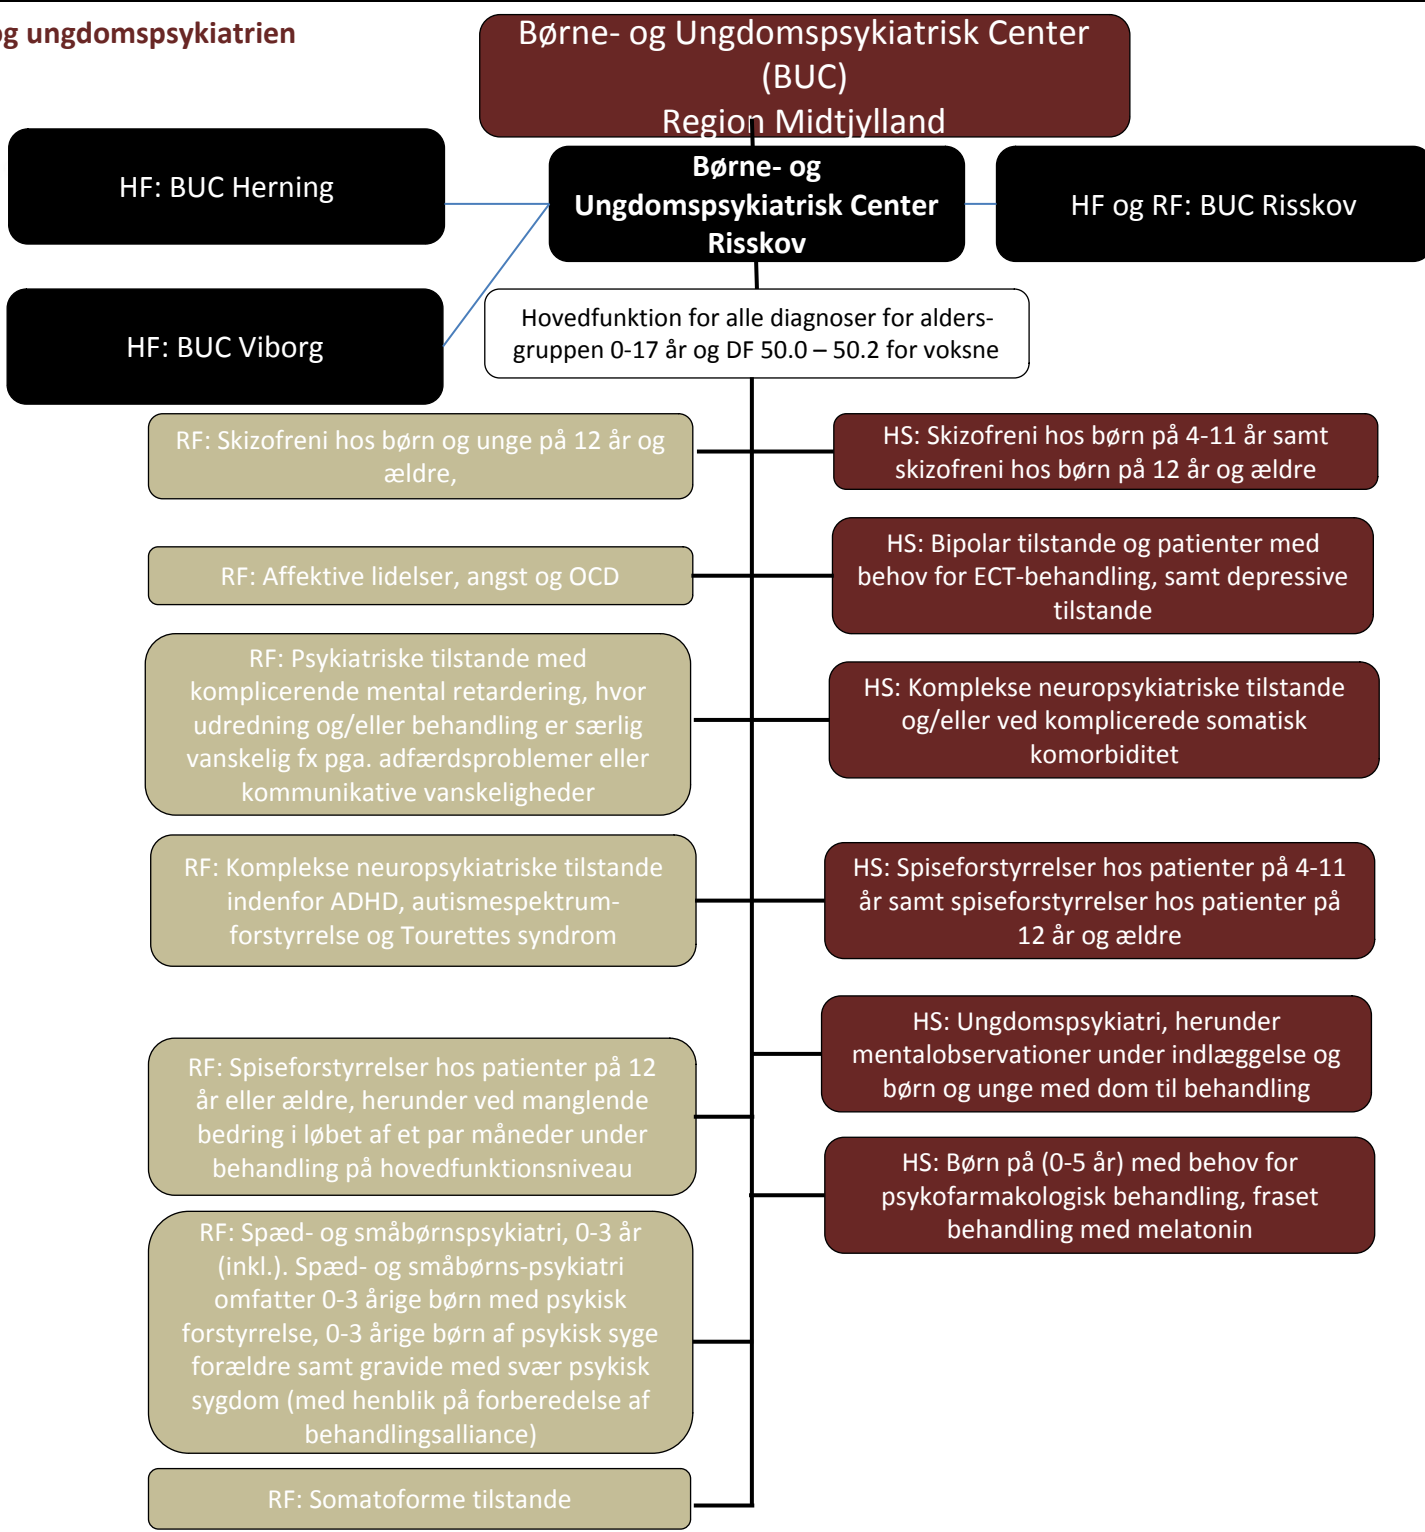 og ungdomspsykiatrien
Børne- og Ungdomspsykiatrisk Center
(BUC)
Region Midtjylland
HF: BUC Herning
Børne- og
Ungdomspsykiatrisk Center
Risskov
HF og RF: BUC Risskov
HF: BUC Viborg
Hovedfunktion for alle diagnoser for alders-
gruppen 0-17 år og DF 50.0 – 50.2 for voksne
RF: Skizofreni hos børn og unge på 12 år og
ældre,
HS: Skizofreni hos børn på 4-11 år samt
skizofreni hos børn på 12 år og ældre
RF: Affektive lidelser, angst og OCD
HS: Bipolar tilstande og patienter med
behov for ECT-behandling, samt depressive
tilstande
RF: Psykiatriske tilstande med
komplicerende mental retardering, hvor
udredning og/eller behandling er særlig
vanskelig fx pga. adfærdsproblemer eller
kommunikative vanskeligheder
HS: Komplekse neuropsykiatriske tilstande
og/eller ved komplicerede somatisk
komorbiditet
RF: Komplekse neuropsykiatriske tilstande
indenfor ADHD, autismespektrum-
forstyrrelse og Tourettes syndrom
HS: Spiseforstyrrelser hos patienter på 4-11
år samt spiseforstyrrelser hos patienter på
12 år og ældre
RF: Spiseforstyrrelser hos patienter på 12
år eller ældre, herunder ved manglende
bedring i løbet af et par måneder under
behandling på hovedfunktionsniveau
HS: Ungdomspsykiatri, herunder
mentalobservationer under indlæggelse og
børn og unge med dom til behandling
HS: Børn på (0-5 år) med behov for
psykofarmakologisk behandling, fraset
behandling med melatonin
RF: Spæd- og småbørnspsykiatri, 0-3 år
(inkl.). Spæd- og småbørns-psykiatri
omfatter 0-3 årige børn med psykisk
forstyrrelse, 0-3 årige børn af psykisk syge
forældre samt gravide med svær psykisk
sygdom (med henblik på forberedelse af
behandlingsalliance)
RF: Somatoforme tilstande